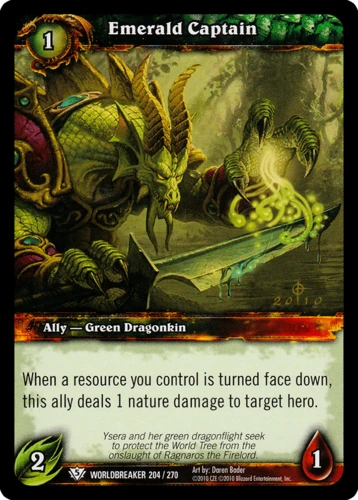 1
Emerald Captain
2010
Ally — Green Dragonkin
When a resource you control is turned face down,
this ally deals 1 nature damage to target hero.
Ysera and her green dragonflight seek
to protect the World Tree from the
onslaught of Ragnaros the Firelord.
2
5
WORLDBREAKER 204 / 270
Art by: Daren Bader
©2010 CZE ©2010 Blizzard Entertainment, Inc.
1